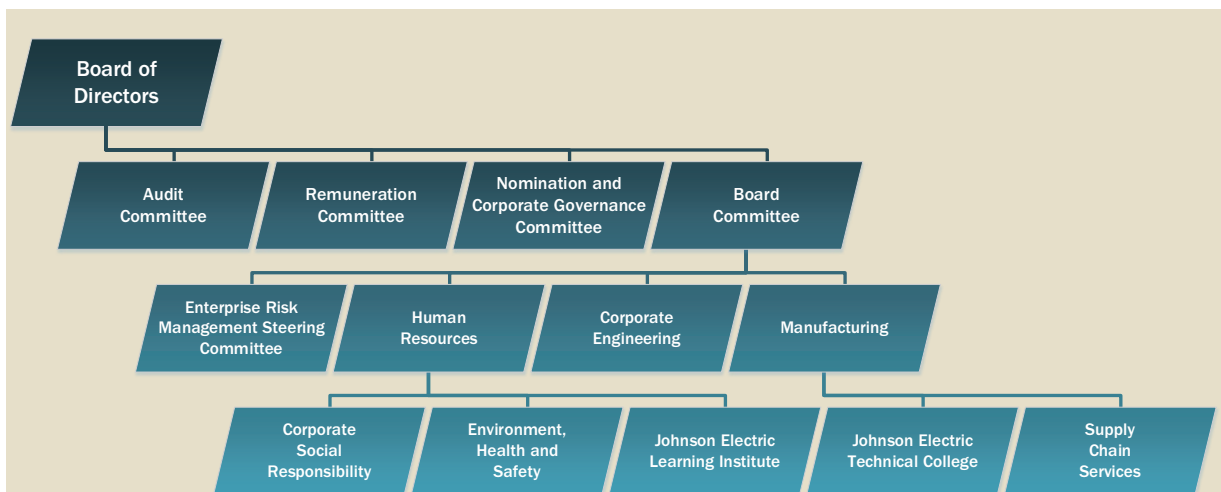 Board of
Directors
Audit
Committee
Remuneration
Committee
Nomination and
Corporate Governance
Committee
Board
Committee
Enterprise Risk
Management Steering
Committee
Human
Resources
Corporate
Engineering
Manufacturing
Corporate
Social
Responsibility
Environment,
Health and
Safety
Johnson Electric
Learning Institute
Johnson Electric
Technical College
Supply
Chain
Services